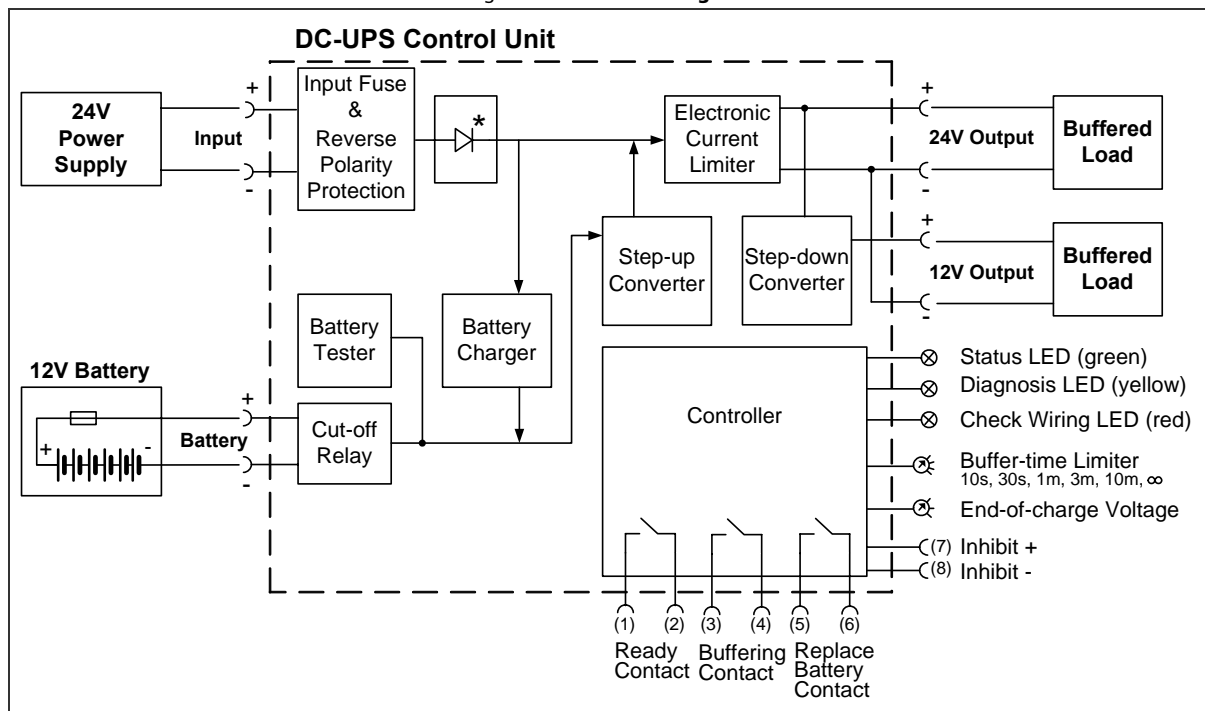 DC-UPS Control Unit
24V
Power
Supply
+
Input
-
Input Fuse
&
Reverse
Polarity
Protection
*
Electronic
Current
Limiter
+
24V Output
-
Buffered
Load
Step-up
Converter
Step-down
Converter
+
12V Output
-
Buffered
Load
Battery
Tester
Battery
Charger
12V Battery
+
-
+
Battery
-
Cut-off
Relay
Controller
Status LED (green)
Diagnosis LED (yellow)
Check Wiring LED (red)
Buffer-time Limiter
10s, 30s, 1m, 3m, 10m, ∞
End-of-charge Voltage
(7) Inhibit +
(8) Inhibit -
(1) (2) (3) (4) (5) (6)
Ready
Contact
Buffering
Contact
Replace
Battery
Contact